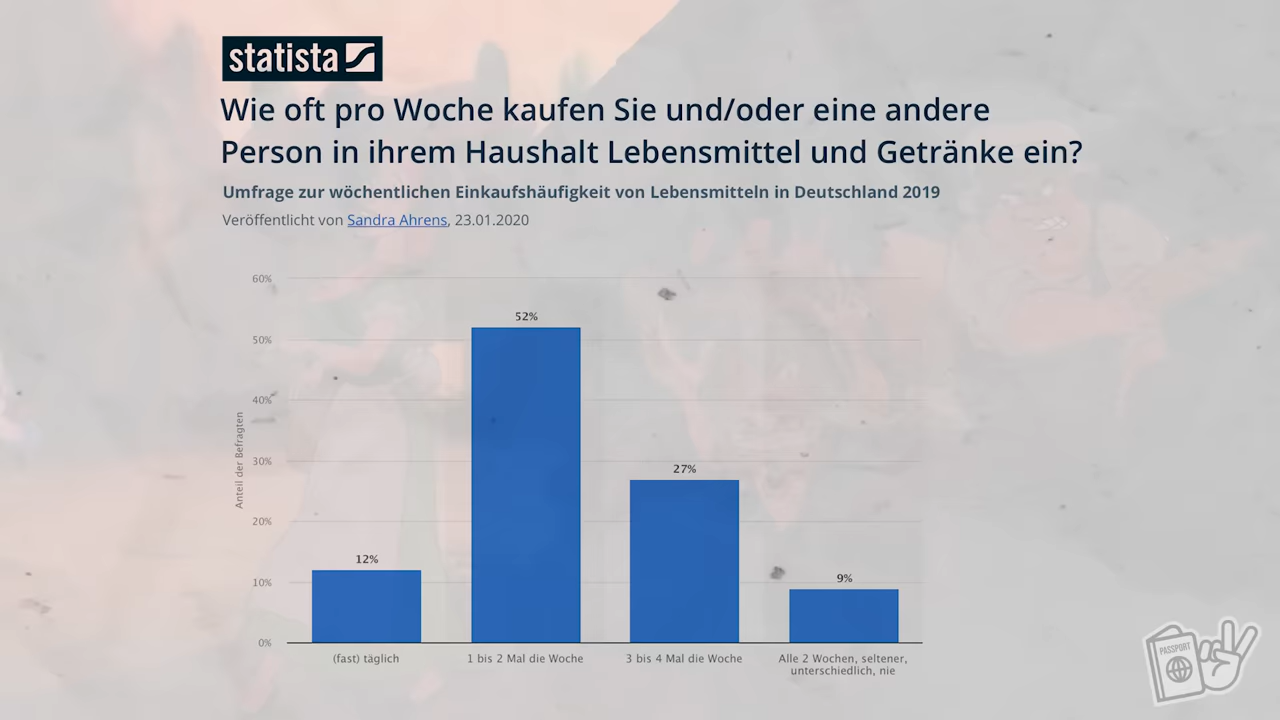 statista
Wie oft pro Woche kaufen Sie und/oder eine andere
Person in ihrem Haushalt Lebensmittel und Getränke ein?
Umfrage zur wöchentlichen Einkaufshäufigkeit von Lebensmitteln in Deutschland 2019
Veröffentlicht von Sandra Ahrens, 23.01.2020
Anteil der Befragten
60%
50%
40%
30%
20%
10%
0%
12%
52%
27%
9%
(fast) täglich
1 bis 2 Mal die Woche
3 bis 4 Mal die Woche
Alle 2 Wochen, seltener,
unterschiedlich, nie
PASSPORT